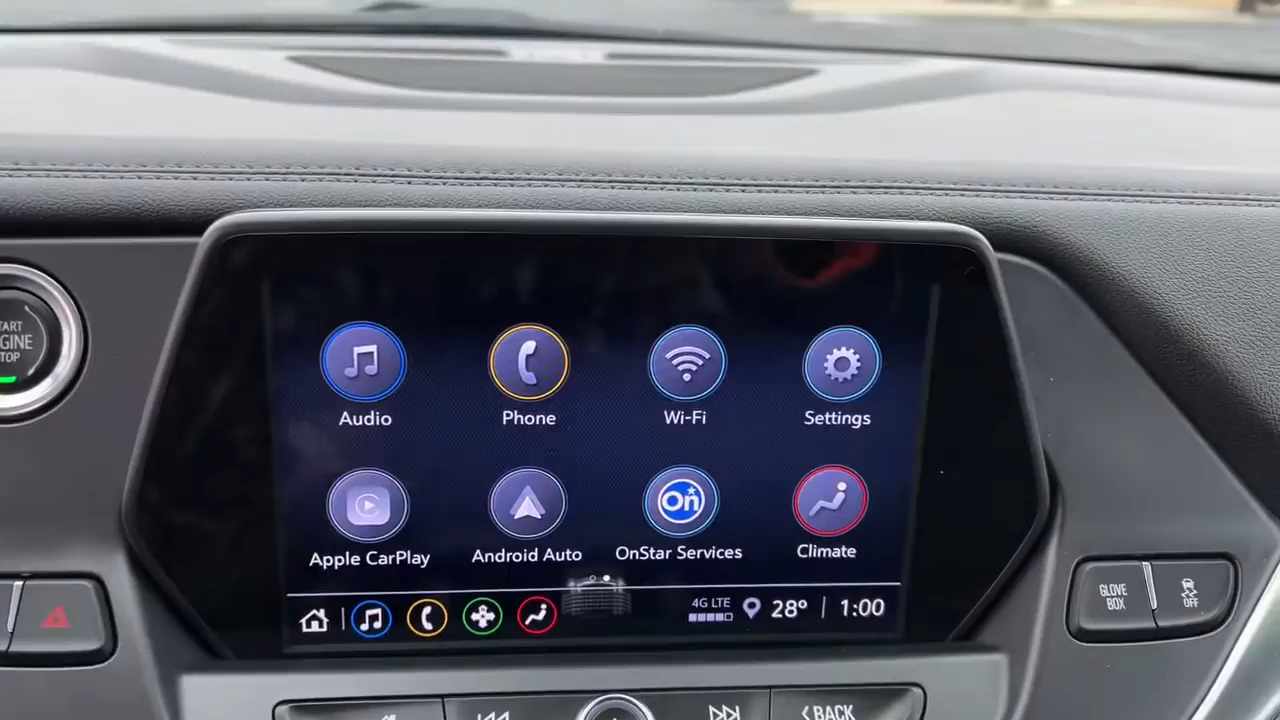 START
ENGINE
STOP
Audio
Phone
Wi-Fi
Settings
On
Apple CarPlay
Android Auto
OnStar Services
Climate
4G LTE
28°
1:00
GLOVE
BOX
OFF
BACK